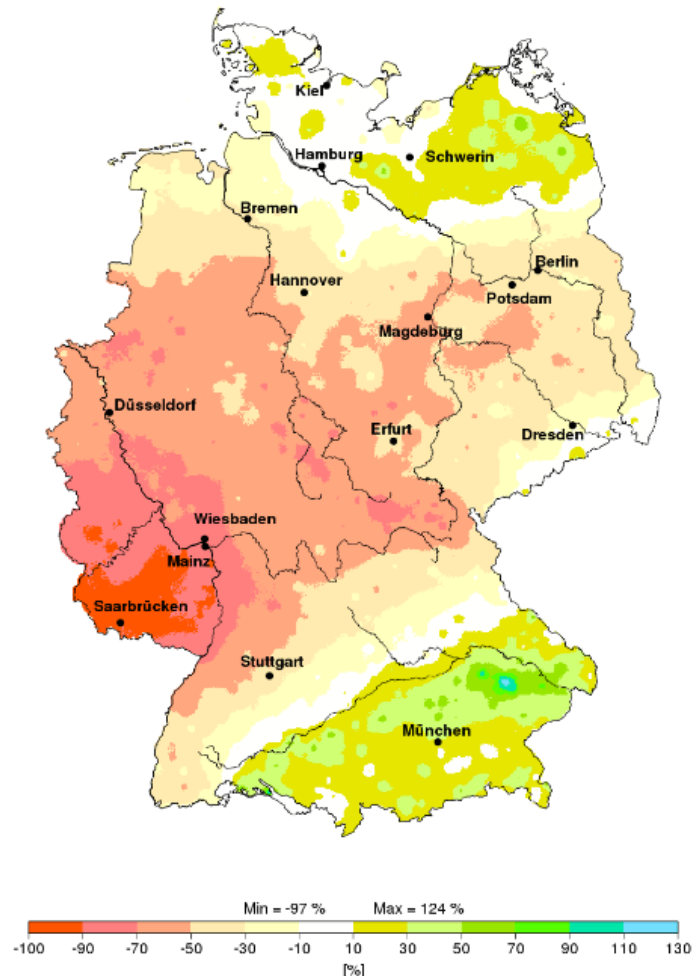 Kiel
Hamburg
Schwerin
Bremen
Berlin
Hannover
Potsdam
Magdeburg
Düsseldorf
Erfurt
Dresden
Wiesbaden
Mainz
Saarbrücken
Stuttgart
München
Min = -97 % Max = 124 %
-100 -90 -70 -50 -30 -10 10 30 50 70 90 110 130
[%]